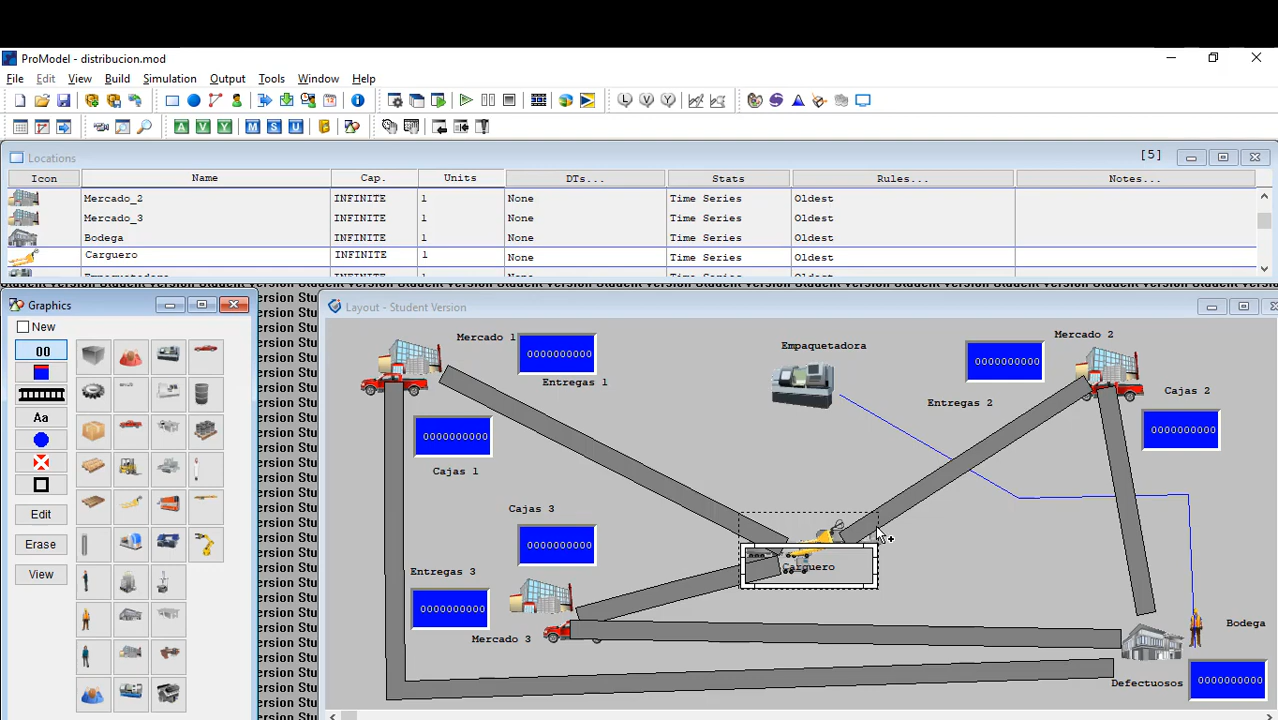 ProModel - distribucion.mod
File Edit View Build Simulation Output Tools Window Help
Locations [5]
Icon Name Cap. Units DTs... Stats Rules... Notes...
Mercado_2 INFINITE 1 None Time Series Oldest
Mercado_3 INFINITE 1 None Time Series Oldest
Bodega INFINITE 1 None Time Series Oldest
Carguero INFINITE 1 None Time Series Oldest
Graphics
New
00
Aa
Edit
Erase
View
Layout - Student Version
Mercado 1
0000000000
Entregas 1
Empaquetadora
0000000000
Mercado 2
Entregas 2
Cajas 2
0000000000
0000000000
Cajas 1
Cajas 3
0000000000
Entregas 3
0000000000
Mercado 3
Carguero
Bodega
Defectuosos
0000000000